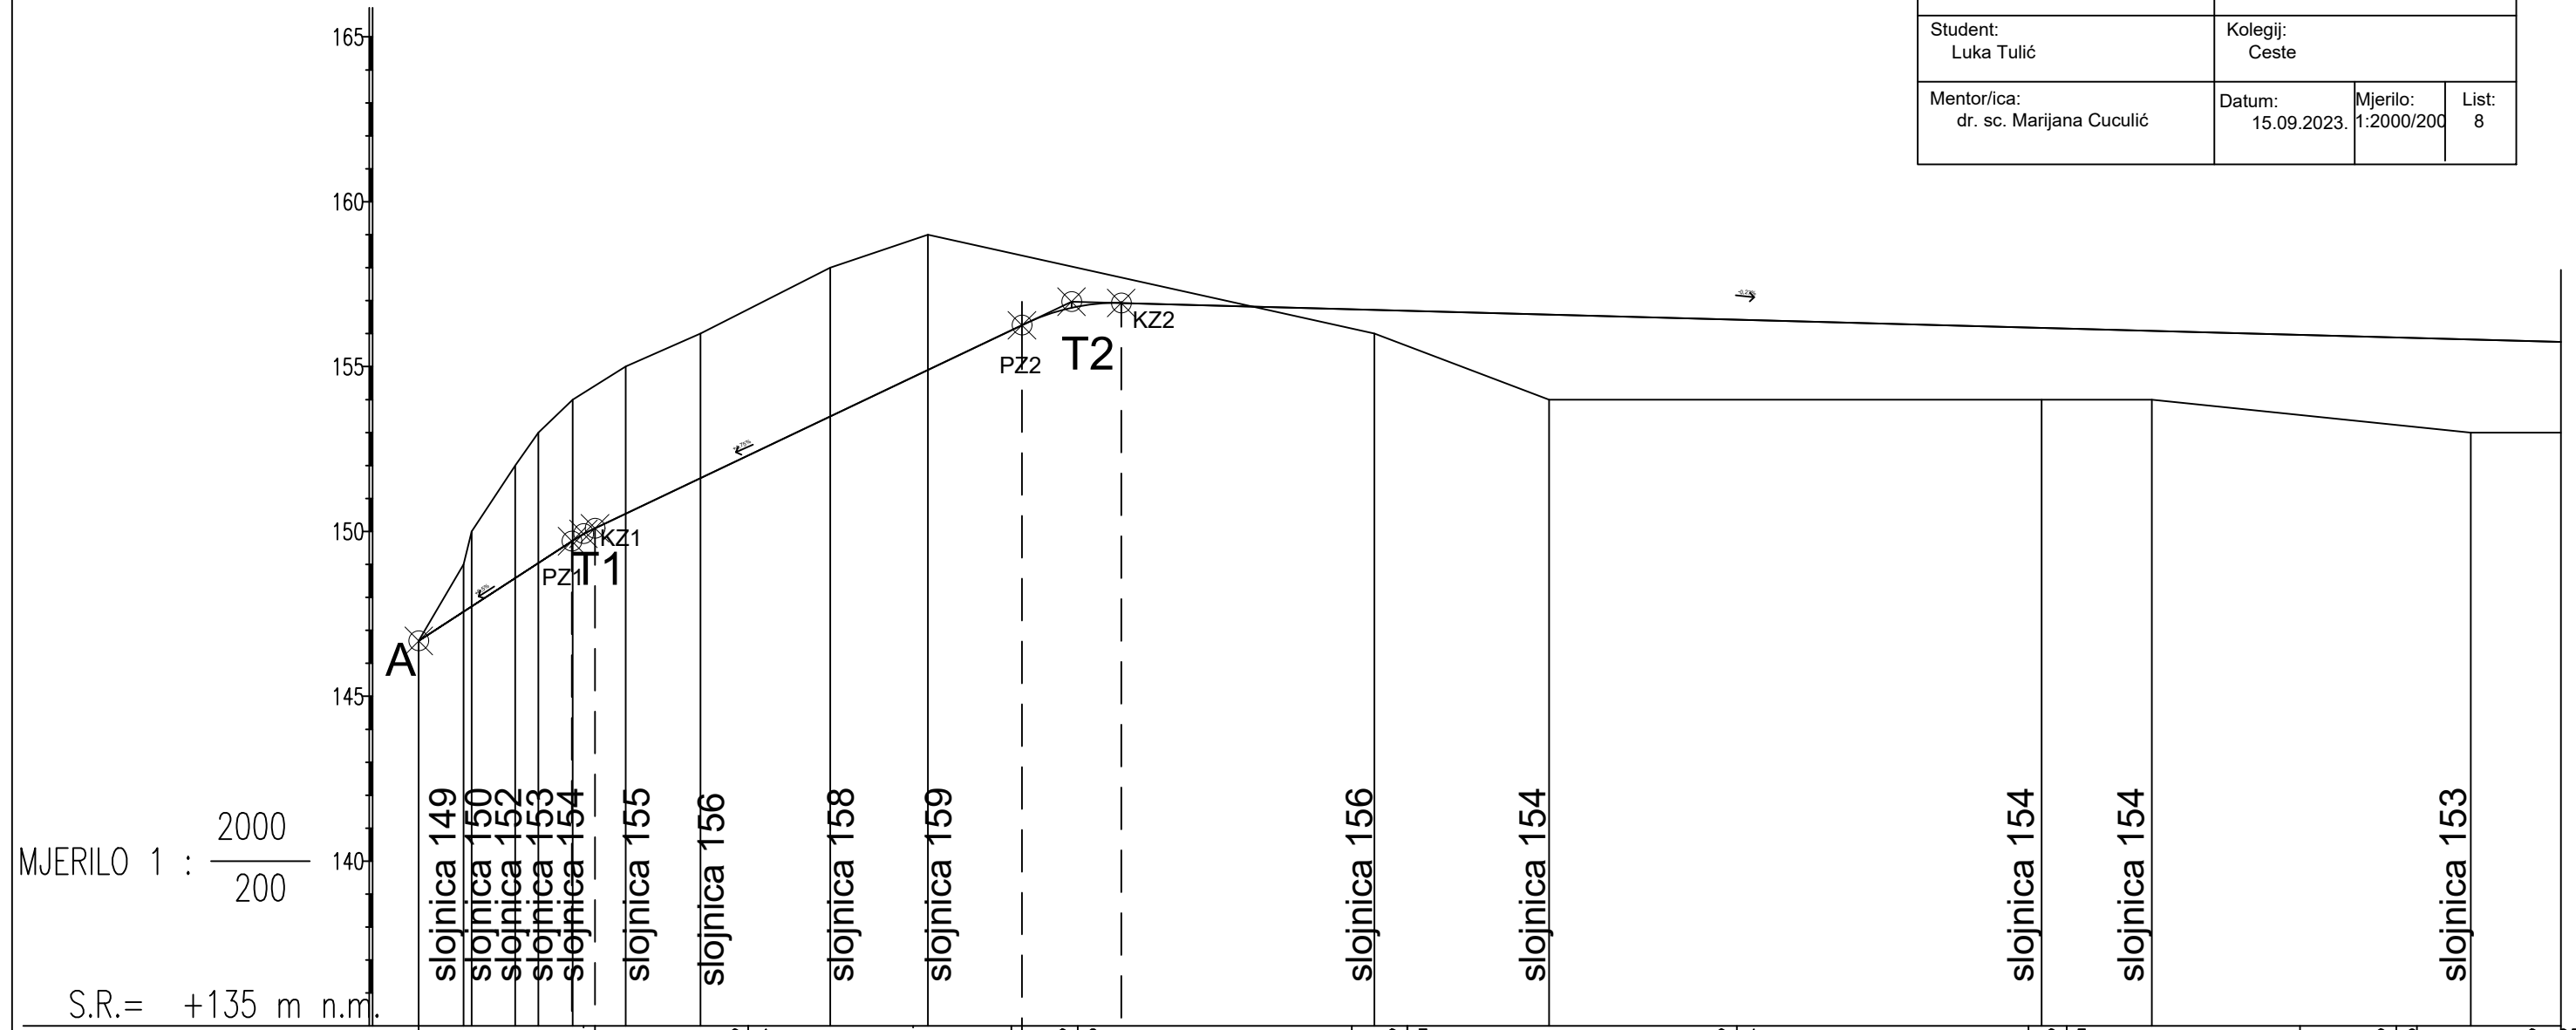 165
160
155
150
145
140
Student:
Luka Tulić
Kolegij:
Ceste
Mentor/ica:
dr. sc. Marijana Cuculić
Datum:
15.09.2023.
Mjerilo:
1:2000/200
List:
8
KZ2
T2
PZ2
KZ1
T1
PZ1
A
MJERILO 1 : 2000
200
S.R.= +135 m n.m.
slojnica 149
slojnica 150
slojnica 152
slojnica 153
slojnica 154
slojnica 155
slojnica 156
slojnica 158
slojnica 159
slojnica 156
slojnica 154
slojnica 154
slojnica 154
slojnica 153